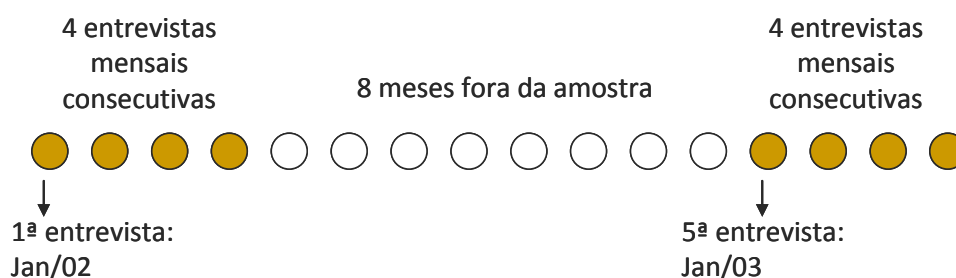 4 entrevistas
mensais
consecutivas
8 meses fora da amostra
4 entrevistas
mensais
consecutivas
1ª entrevista:
Jan/02
5ª entrevista:
Jan/03